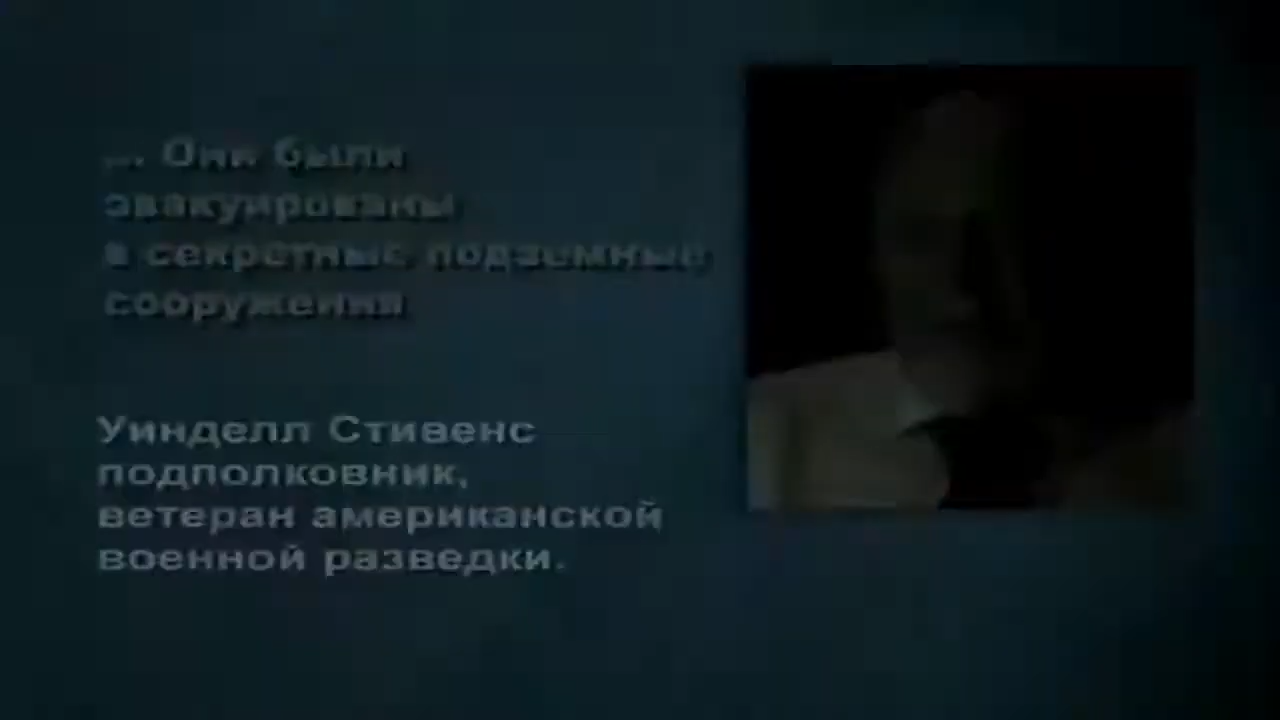 ... Они были
эвакуированы
в секретные подземные
сооружения
Уинделл Стивенс
подполковник,
ветеран американской
военной разведки.